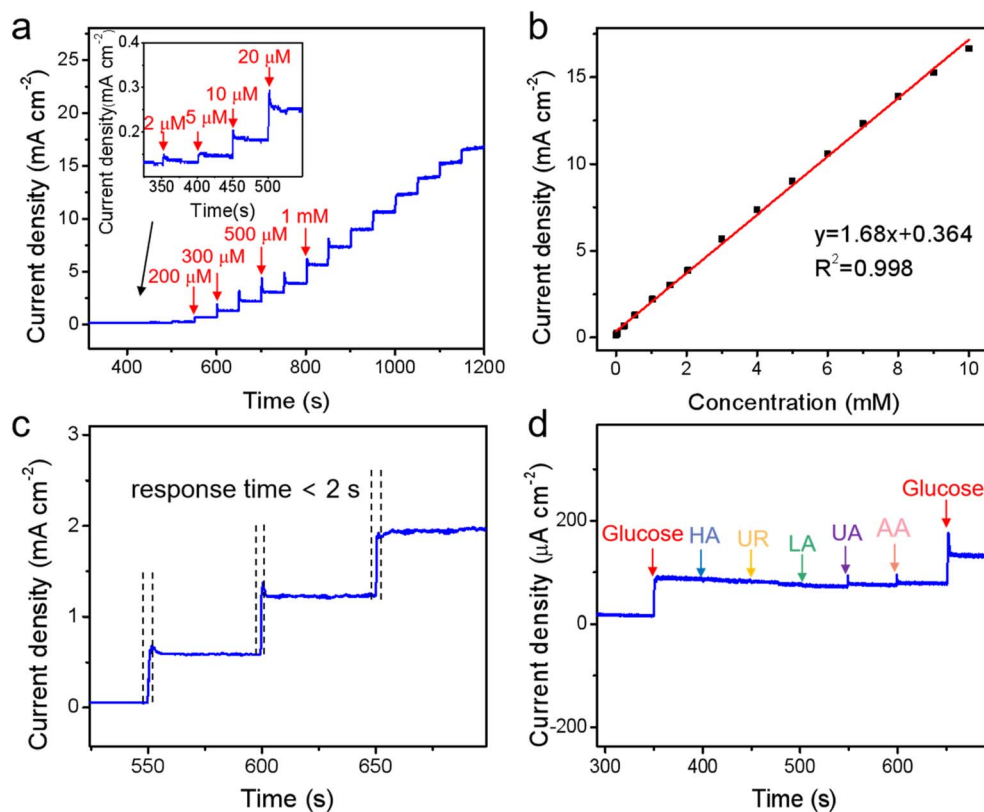 a
Current density (mA cm-2)
25
20
15
10
5
0
400
600
800
1000
1200
Time (s)
200 μM
300 μM
500 μM
1 mM
Current density(mA cm-2)
0.4
0.3
0.2
350
400
450
500
Time(s)
2 μM
5 μM
10 μM
20 μM
b
Current density (mA cm-2)
15
10
5
0
0
2
4
6
8
10
Concentration (mM)
y=1.68x+0.364
R2=0.998
c
Current density (mA cm-2)
3
2
1
0
550
600
650
Time (s)
response time < 2 s
d
Current density (μA cm-2)
200
0
-200
300
400
500
600
Time (s)
Glucose
HA
UR
LA
UA
AA
Glucose